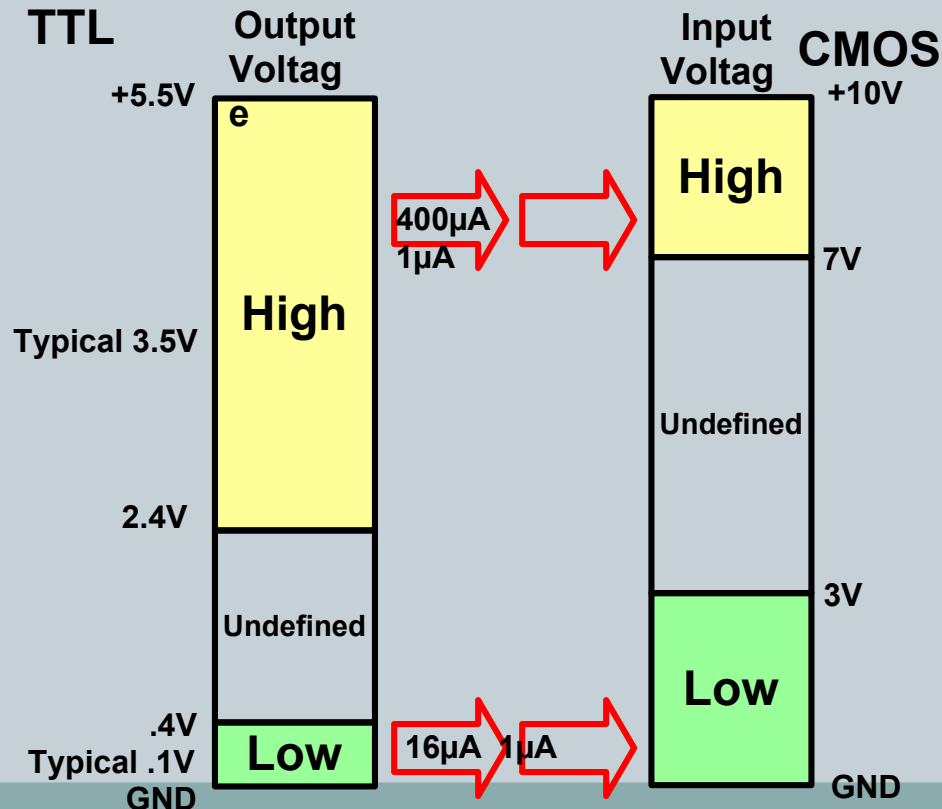 TTL
Output
Voltag
e
Input
Voltag
CMOS
+5.5V
+10V
High
400µA
1µA
7V
High
Typical 3.5V
Undefined
2.4V
3V
Undefined
Low
.4V
Typical .1V
Low
16µA 1µA
GND
GND